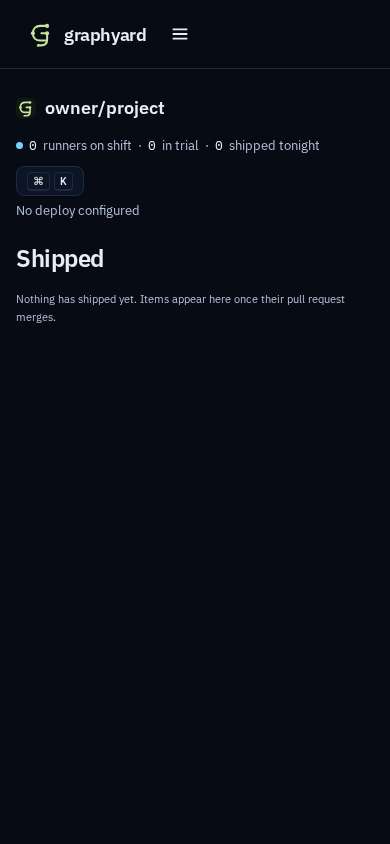 graphyard
owner/project
0 runners on shift · 0 in trial · 0 shipped tonight
⌘ K
No deploy configured
Shipped
Nothing has shipped yet. Items appear here once their pull request
merges.